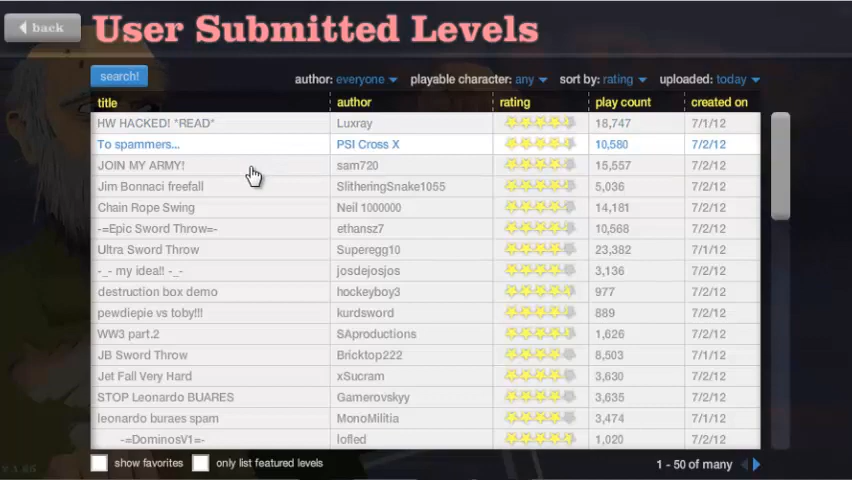 back
User Submitted Levels
search!
author: everyone playable character: any sort by: rating uploaded: today
title author rating play count created on
HW HACKED! *READ* Luxray 18,747 7/1/12
To spammers... PSI Cross X 10,580 7/2/12
JOIN MY ARMY! sam720 15,557 7/2/12
Jim Bonnaci freefall SlitheringSnake1055 5,036 7/2/12
Chain Rope Swing Neil 1000000 14,181 7/2/12
-=Epic Sword Throw=- ethansz7 10,568 7/2/12
Ultra Sword Throw Superegg10 23,382 7/1/12
-_- my idea!! -_- josdejosjos 3,136 7/2/12
destruction box demo hockeyboy3 977 7/2/12
pewdiepie vs toby!!! kurdsword 889 7/2/12
WW3 part.2 SAproductions 1,626 7/2/12
JB Sword Throw Bricktop222 8,503 7/1/12
Jet Fall Very Hard xSucram 3,630 7/2/12
STOP Leonardo BUARES Gamerovskyy 3,635 7/2/12
leonardo buraes spam MonoMilitia 3,474 7/1/12
-=DominosV1=- lofled 1,020 7/2/12
show favorites only list featured levels 1 - 50 of many